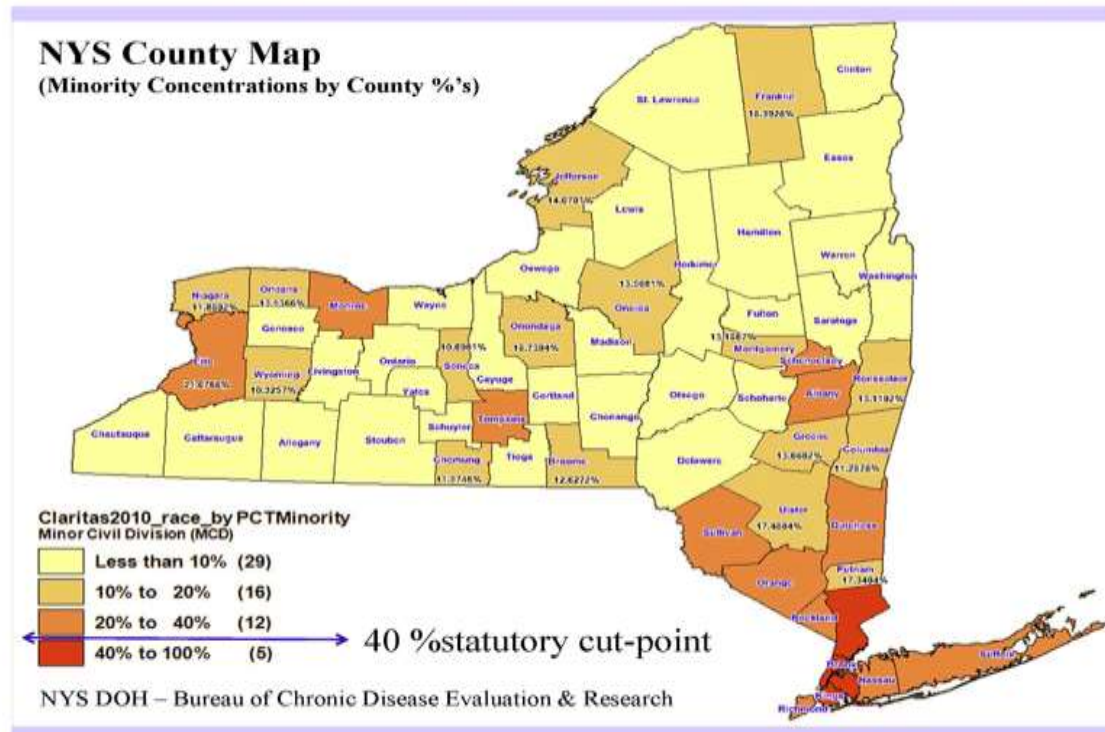 NYS County Map
(Minority Concentrations by County %'s)
Clinton
Franklin
St. Lawrence
Essex
Jefferson
Lewis
Hamilton
Herkimer
Warren
Washington
Oswego
Oneida
Niagara
Orleans
Monroe
Wayne
Fulton
Saratoga
Genesee
Onondaga
Madison
Montgomery
Schenectady
Ontario
Seneca
Erie
Wyoming
Livingston
Cayuga
Yates
Otsego
Schoharie
Albany
Rensselaer
Cortland
Chenango
Schuyler
Tompkins
Chautauqua
Cattaraugus
Allegany
Steuben
Greene
Columbia
Chemung
Tioga
Broome
Delaware
12.6272%
Ulster
Sullivan
Dutchess
Putnam
Orange
Rockland
Bronx
Suffolk
Nassau
Kings
Richmond
Claritas2010_race_by PCTMinority
Minor Civil Division (MCD)
Less than 10% (29)
10% to 20% (16)
20% to 40% (12)
40% to 100% (5)
40 %statutory cut-point
NYS DOH – Bureau of Chronic Disease Evaluation & Research